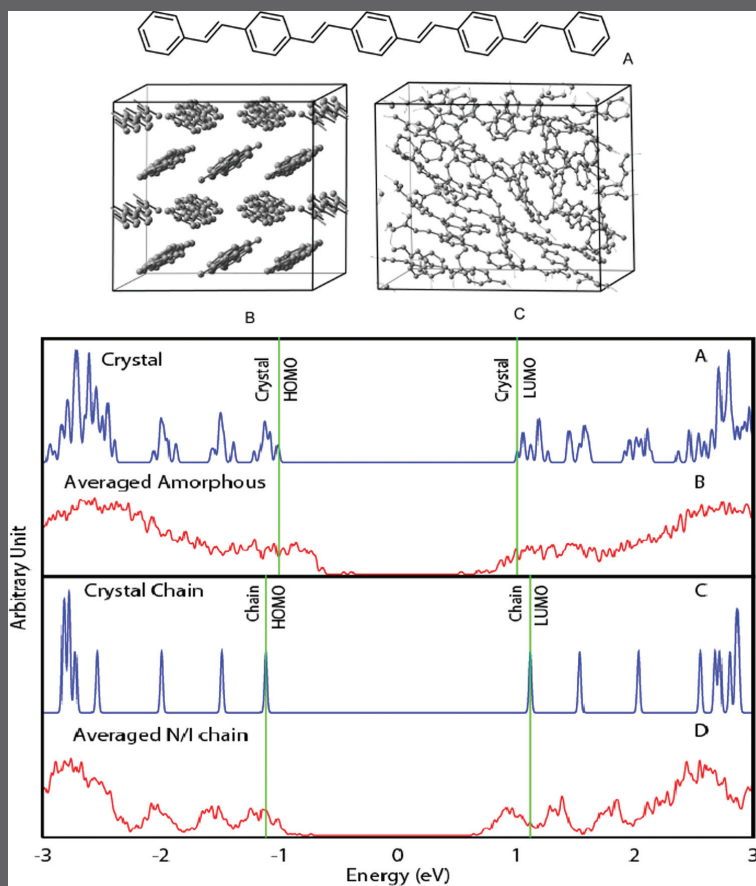 A
B
C
Crystal
Crystal
HOMO
Crystal
LUMO
A
Averaged Amorphous
B
Arbitrary Unit
Crystal Chain
Chain
HOMO
Chain
LUMO
C
Averaged N/I chain
D
-3
-2
-1
0
1
2
3
Energy (eV)